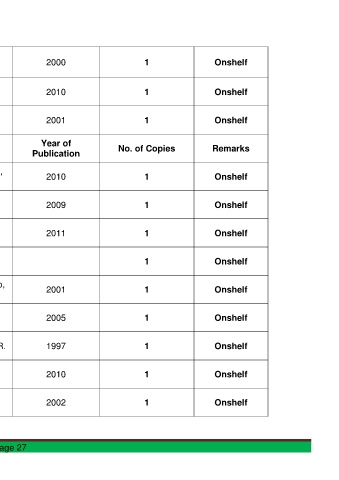 2000 1 Onshelf
2010 1 Onshelf
2001 1 Onshelf
Year of
Publication No. of Copies Remarks
2010 1 Onshelf
2009 1 Onshelf
2011 1 Onshelf
1 Onshelf
2001 1 Onshelf
2005 1 Onshelf
R. 1997 1 Onshelf
2010 1 Onshelf
2002 1 Onshelf
age 27